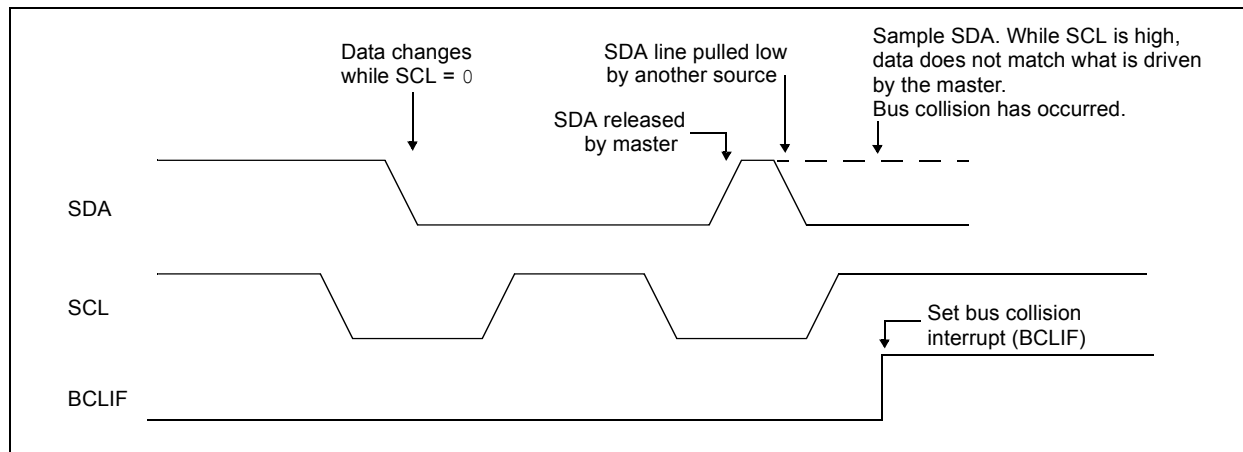 Data changes
while SCL = 0
SDA line pulled low
by another source
Sample SDA. While SCL is high,
data does not match what is driven
by the master.
Bus collision has occurred.
SDA released
by master
SDA
SCL
Set bus collision
interrupt (BCLIF)
BCLIF